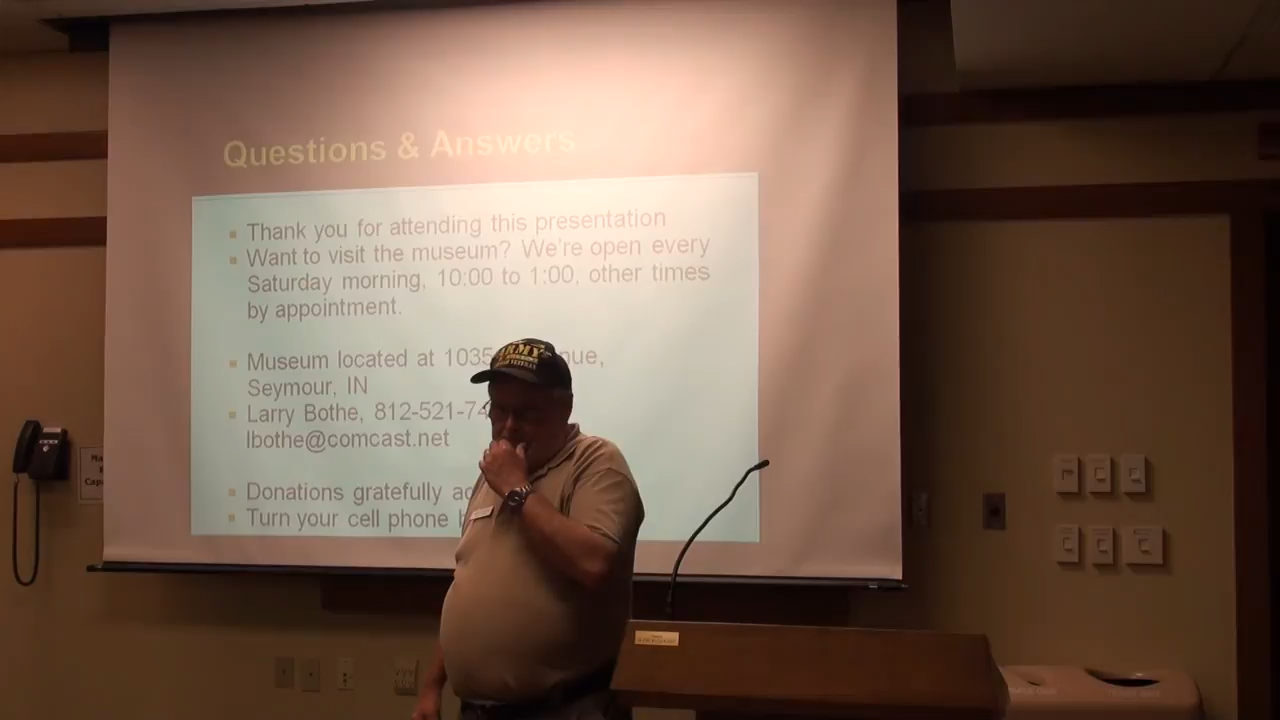 Questions & Answers
Thank you for attending this presentation
Want to visit the museum? We're open every
Saturday morning, 10:00 to 1:00, other times
by appointment.
Museum located at 1035
Seymour, IN
Larry Bothe, 812-521-74
lbothe@comcast.net
Donations gratefully
Turn your cell phone
ARMY
VETERAN